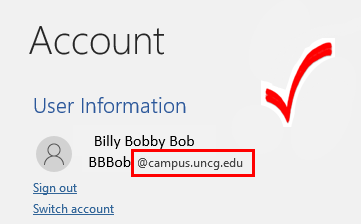 Account
User Information
Billy Bobby Bob
BBBob @campus.uncg.edu
Sign out
Switch account